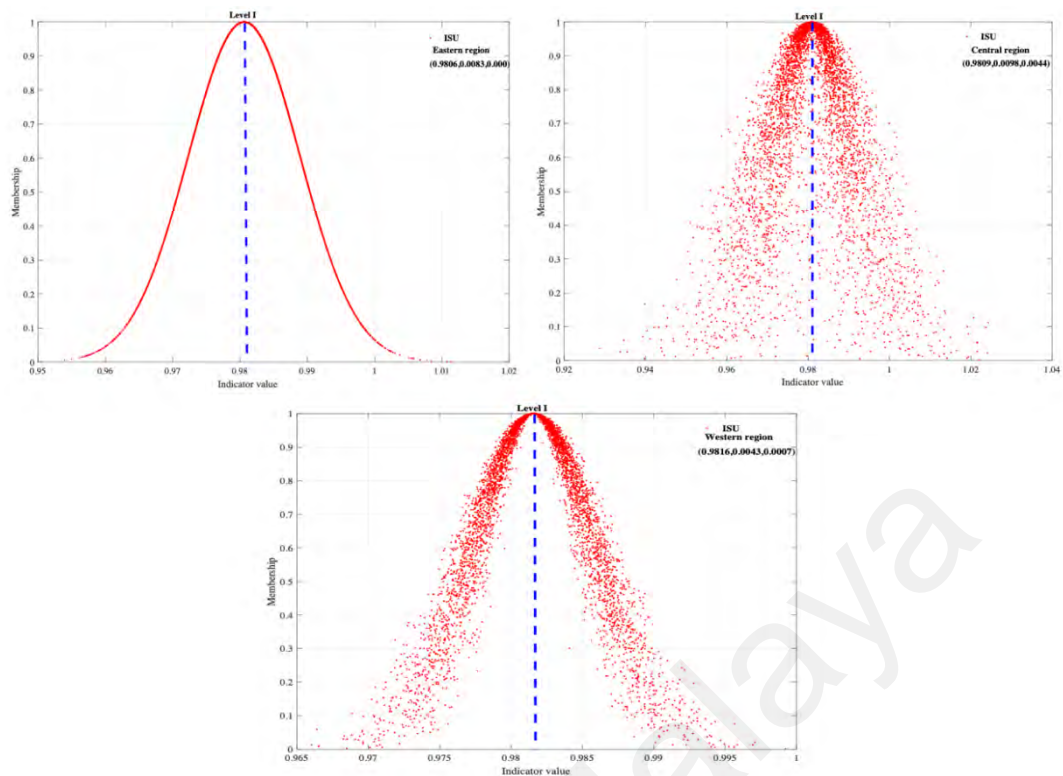 Level I
ISU
Eastern region
(0.9806,0.0083,0.000)
Membership
1
0.9
0.8
0.7
0.6
0.5
0.4
0.3
0.2
0.1
0
0.95 0.96 0.97 0.98 0.99 1 1.01 1.02
Indicator value
Level I
ISU
Central region
(0.9809,0.0098,0.0044)
Membership
1
0.9
0.8
0.7
0.6
0.5
0.4
0.3
0.2
0.1
0
0.92 0.94 0.96 0.98 1 1.02 1.04
Indicator value
Level I
ISU
Western region
(0.9816,0.0043,0.0007)
Membership
1
0.9
0.8
0.7
0.6
0.5
0.4
0.3
0.2
0.1
0
0.965 0.97 0.975 0.98 0.985 0.99 0.995 1
Indicator value
alaya